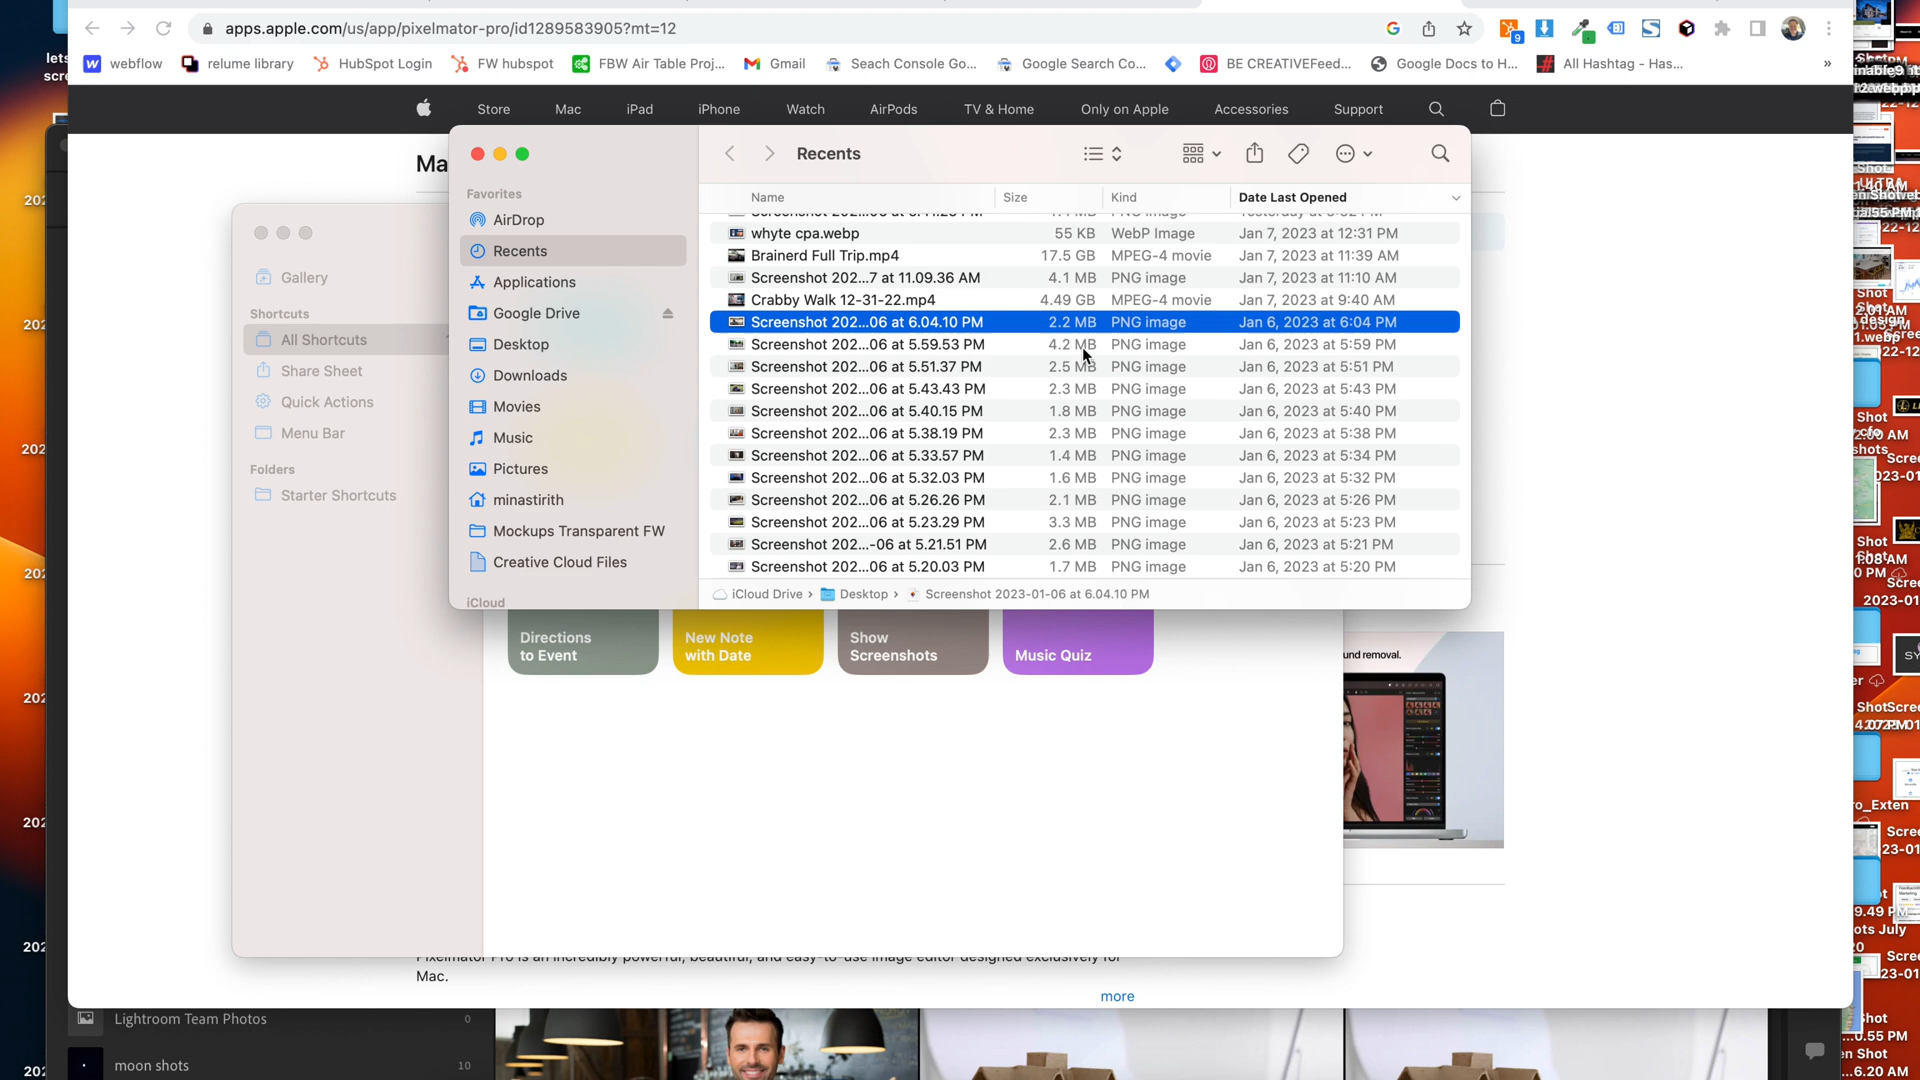 apps.apple.com/us/app/pixelmator-pro/id1289583905?mt=12
9
webflow
relume library
HubSpot Login
FW hubspot
FBW Air Table Proj...
Gmail
Seach Console Go...
Google Search Co...
BE CREATIVEFeed...
Google Docs to H...
All Hashtag - Has...
»
Store
Mac
iPad
iPhone
Watch
AirPods
TV & Home
Only on Apple
Accessories
Support
Ma
Gallery
Shortcuts
All Shortcuts
Share Sheet
Quick Actions
Menu Bar
Folders
Starter Shortcuts
Favorites
AirDrop
Recents
Applications
Google Drive
Desktop
Downloads
Movies
Music
Pictures
minastirith
Mockups Transparent FW
Creative Cloud Files
iCloud
Recents
Name Size Kind Date Last Opened
whyte cpa.webp 55 KB WebP Image Jan 7, 2023 at 12:31 PM
Brainerd Full Trip.mp4 17.5 GB MPEG-4 movie Jan 7, 2023 at 11:39 AM
Screenshot 202...7 at 11.09.36 AM 4.1 MB PNG image Jan 7, 2023 at 11:10 AM
Crabby Walk 12-31-22.mp4 4.49 GB MPEG-4 movie Jan 7, 2023 at 9:40 AM
Screenshot 202...06 at 6.04.10 PM 2.2 MB PNG image Jan 6, 2023 at 6:04 PM
Screenshot 202...06 at 5.59.53 PM 4.2 MB PNG image Jan 6, 2023 at 5:59 PM
Screenshot 202...06 at 5.51.37 PM 2.5 MB PNG image Jan 6, 2023 at 5:51 PM
Screenshot 202...06 at 5.43.43 PM 2.3 MB PNG image Jan 6, 2023 at 5:43 PM
Screenshot 202...06 at 5.40.15 PM 1.8 MB PNG image Jan 6, 2023 at 5:40 PM
Screenshot 202...06 at 5.38.19 PM 2.3 MB PNG image Jan 6, 2023 at 5:38 PM
Screenshot 202...06 at 5.33.57 PM 1.4 MB PNG image Jan 6, 2023 at 5:34 PM
Screenshot 202...06 at 5.32.03 PM 1.6 MB PNG image Jan 6, 2023 at 5:32 PM
Screenshot 202...06 at 5.26.26 PM 2.1 MB PNG image Jan 6, 2023 at 5:26 PM
Screenshot 202...06 at 5.23.29 PM 3.3 MB PNG image Jan 6, 2023 at 5:23 PM
Screenshot 202...-06 at 5.21.51 PM 2.6 MB PNG image Jan 6, 2023 at 5:21 PM
Screenshot 202...06 at 5.20.03 PM 1.7 MB PNG image Jan 6, 2023 at 5:20 PM
iCloud Drive › Desktop › Screenshot 2023-01-06 at 6.04.10 PM
Directions
to Event
New Note
with Date
Show
Screenshots
Music Quiz
und removal.
Pixelmator Pro is an incredibly powerful, beautiful, and easy-to-use image editor designed exclusively for
Mac.
more
Lightroom Team Photos 0
moon shots 10